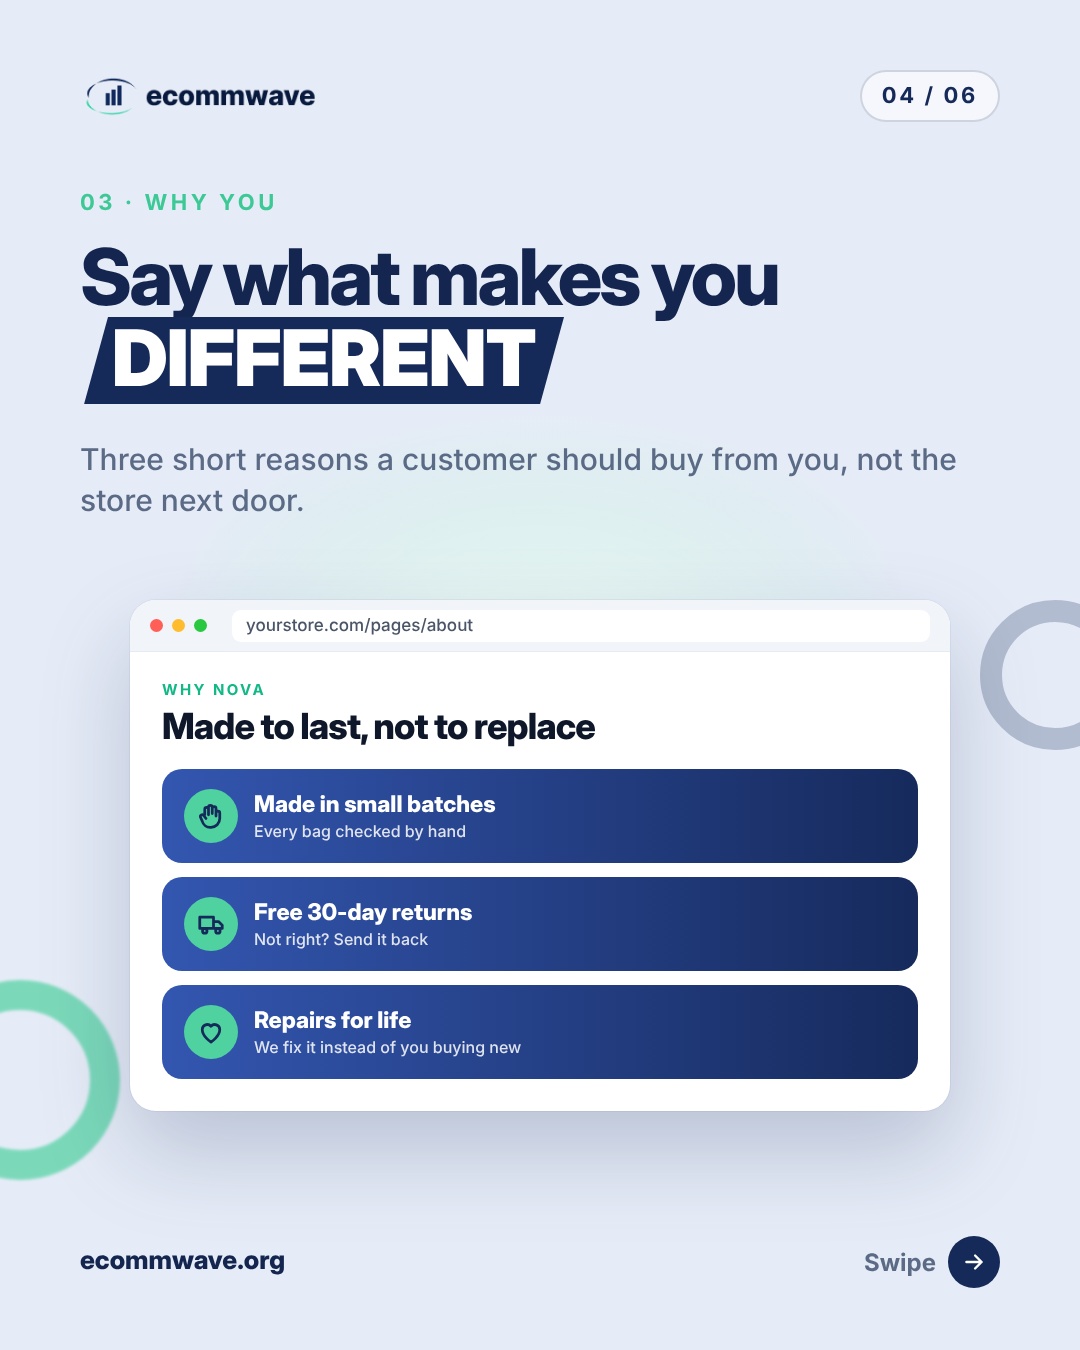 ecommwave
04 / 06
03 · WHY YOU
Say what makes you
DIFFERENT
Three short reasons a customer should buy from you, not the
store next door.
yourstore.com/pages/about
WHY NOVA
Made to last, not to replace
Made in small batches
Every bag checked by hand
Free 30-day returns
Not right? Send it back
Repairs for life
We fix it instead of you buying new
ecommwave.org
Swipe